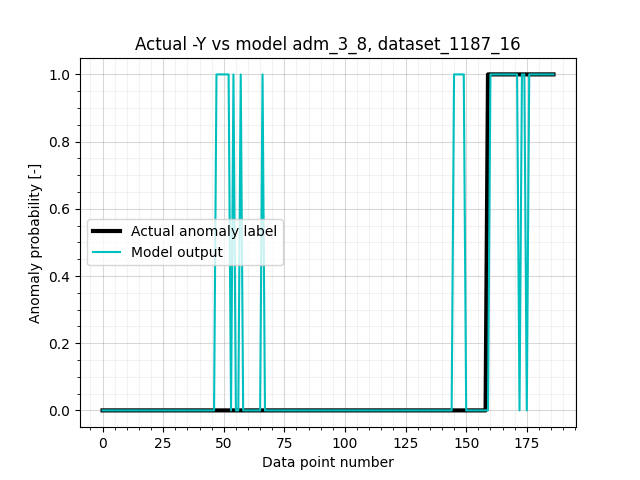 Actual -Y vs model adm_3_8, dataset_1187_16
1.0
0.8
0.6
0.4
0.2
0.0
Anomaly probability [-]
Actual anomaly label
Model output
0 25 50 75 100 125 150 175
Data point number